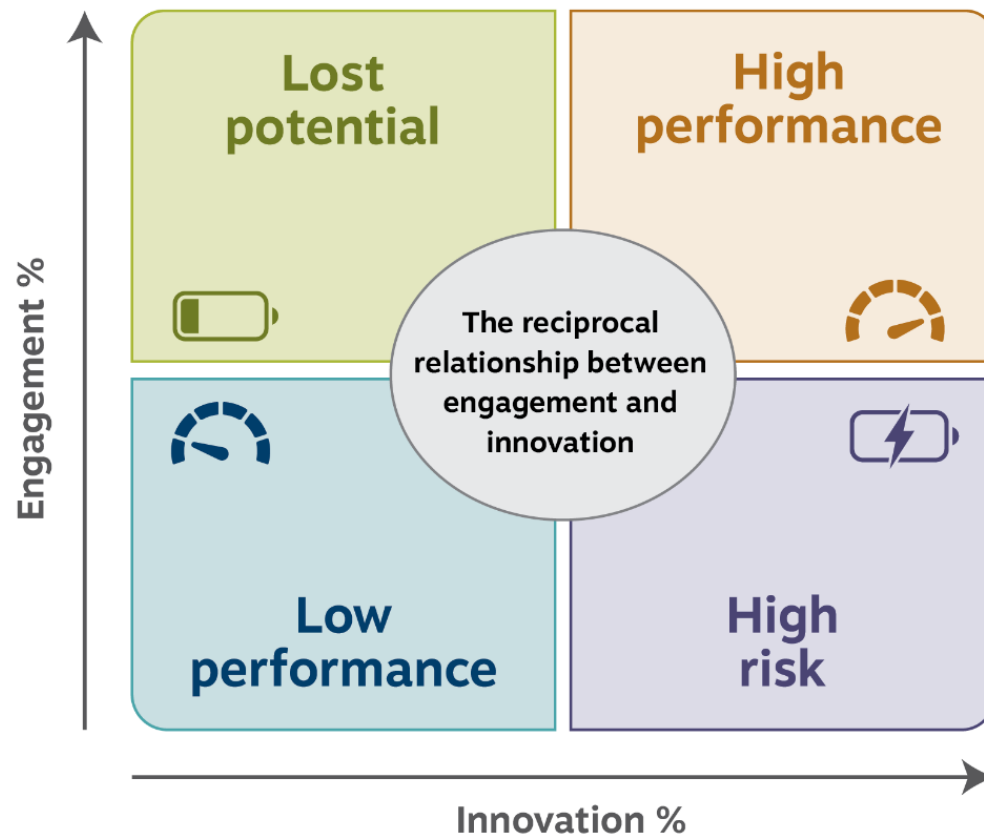 Lost
potential
High
performance
Engagement %
The reciprocal
relationship between
engagement and
innovation
Low
performance
High
risk
Innovation %